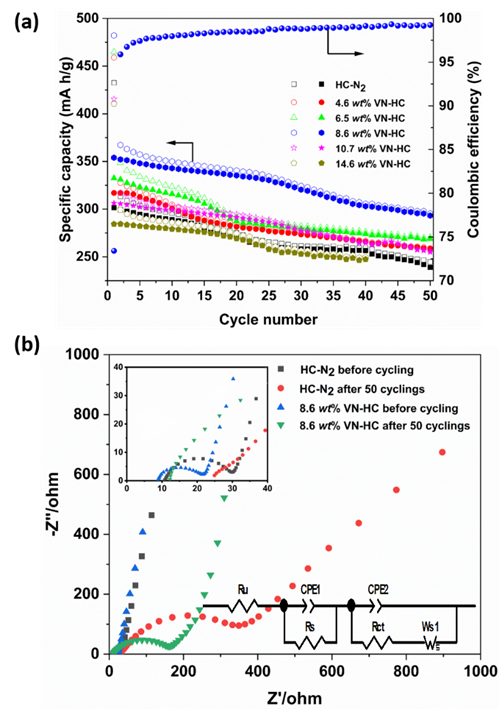 (a)
500
450
400
350
300
250
Specific capacity (mA h/g)
100
95
90
85
80
75
70
Coulombic efficiency (%)
HC-N₂
4.6 wt% VN-HC
6.5 wt% VN-HC
8.6 wt% VN-HC
10.7 wt% VN-HC
14.6 wt% VN-HC
0 5 10 15 20 25 30 35 40 45 50
Cycle number
(b)
-1000
-800
-600
-400
-200
0
-Z''/ohm
40
30
20
10
0
0 10 20 30 40
HC-N₂ before cycling
HC-N₂ after 50 cyclings
8.6 wt% VN-HC before cycling
8.6 wt% VN-HC after 50 cyclings
Ru CPE1 CPE2
Rs Rct Ws1
s
0 200 400 600 800 1000
Z'/ohm